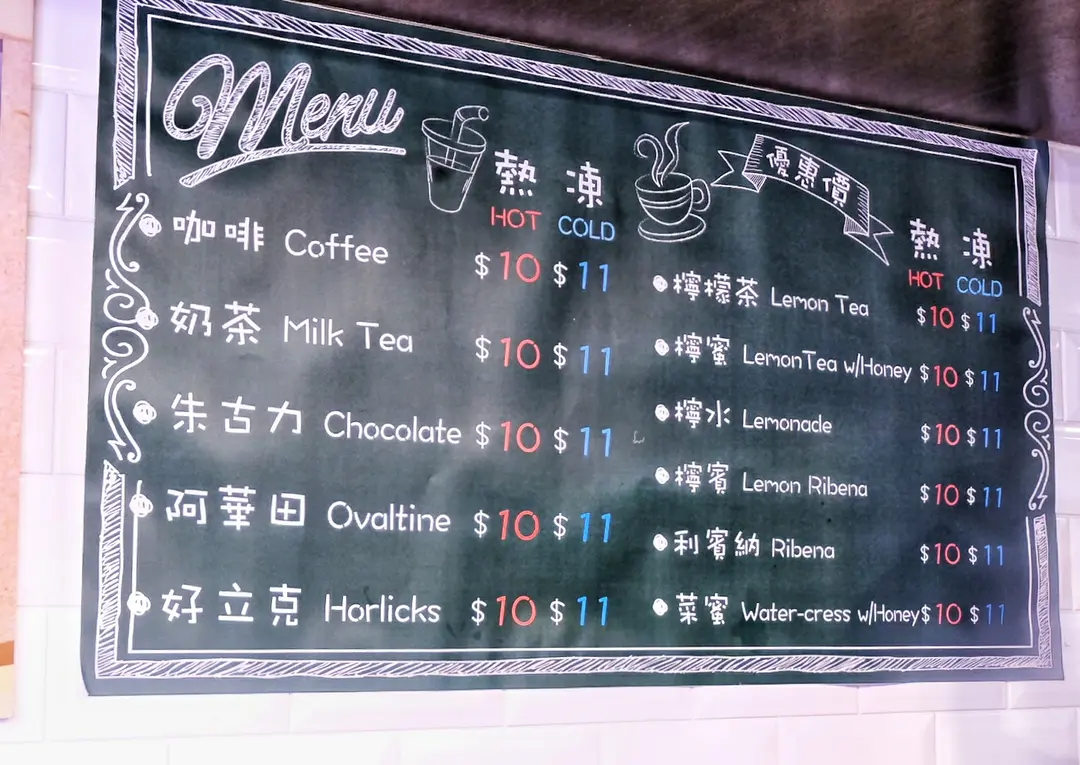 Menu
熱 凍
HOT COLD
咖啡 Coffee $10 $11
奶茶 Milk Tea $10 $11
朱古力 Chocolate $10 $11
阿華田 Ovaltine $10 $11
好立克 Horlicks $10 $11
優惠價
熱 凍
HOT COLD
檸檬茶 Lemon Tea $10 $11
檸蜜 LemonTea w/Honey $10 $11
檸水 Lemonade $10 $11
檸賓 Lemon Ribena $10 $11
利賓納 Ribena $10 $11
菜蜜 Water-cress w/Honey $10 $11